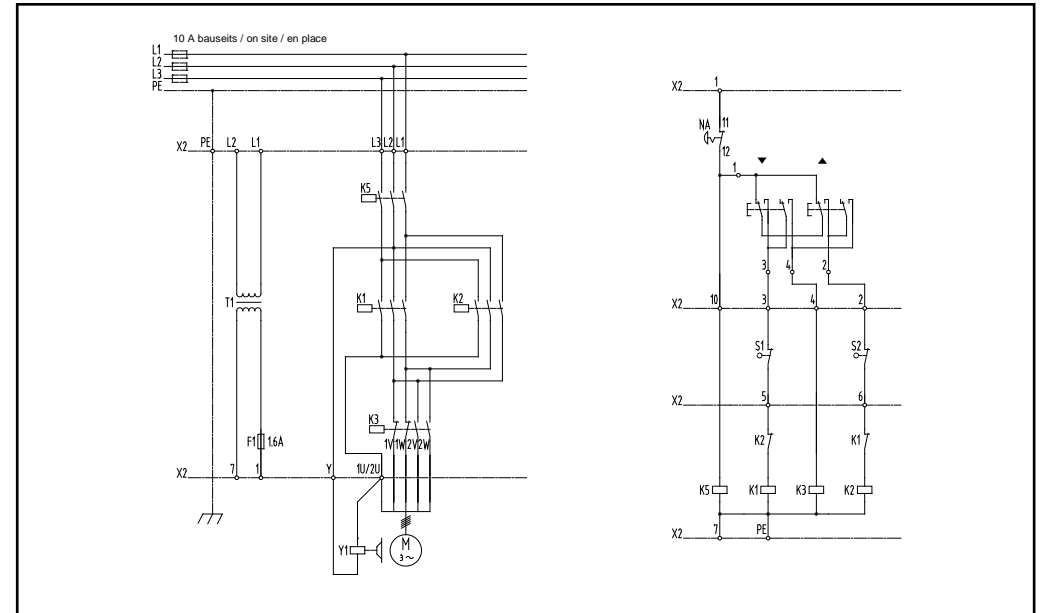 10 A bauseits / on site / en place
L1
L2
L3
PE
X2 PE L2 L1 L3 L2 L1
K5
T1 K1 K2
K3
F1 1.6A 1V 1W 2V 2W
X2 7 1 Y 1U/2U
Y1 M
3 ~
X2 1
NA 11
12
▼ ▲
1
3 4 2
X2 10 3 4 2
S1 S2
X2 5 6
K2 K1
K5 K1 K3 K2
X2 7 PE